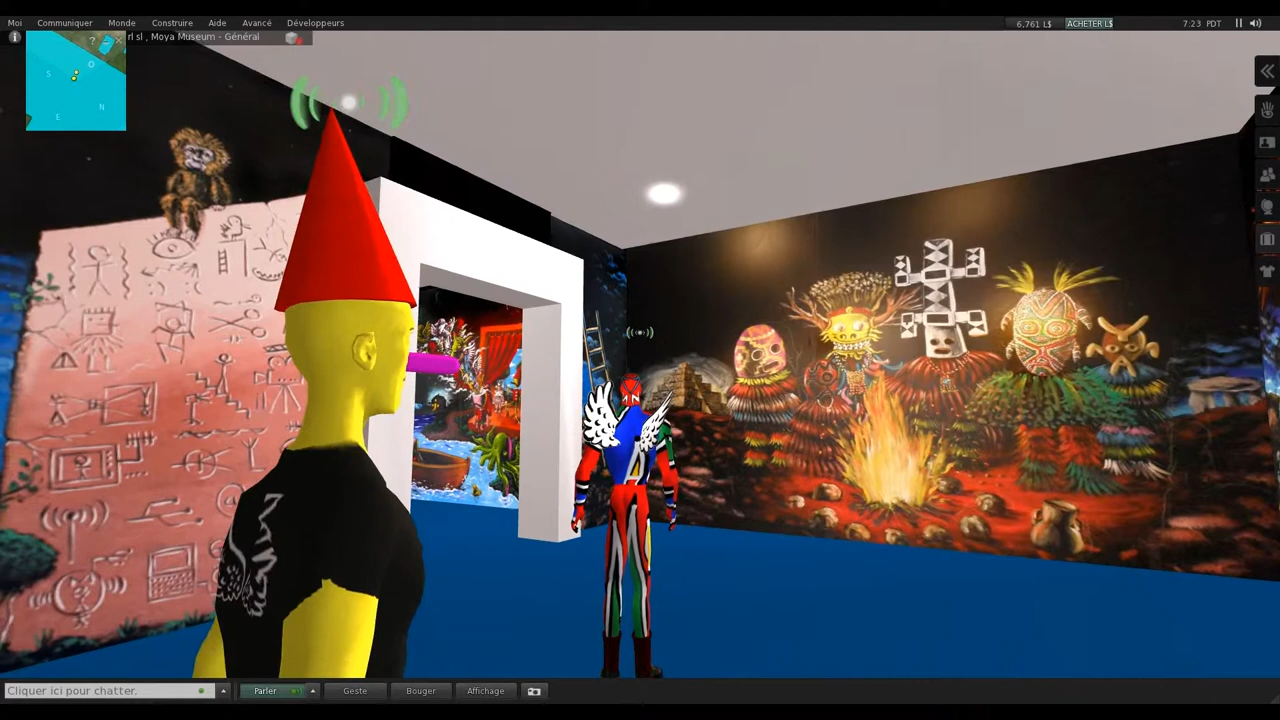 Moi Communiquer Monde Construire Aide Avancé Développeurs 6,761 L$ ACHETER L$ 7:23 PDT
rl sl , Moya Museum - Général
?
O
S
N
E
Cliquer ici pour chatter. Parler Geste Bouger Affichage